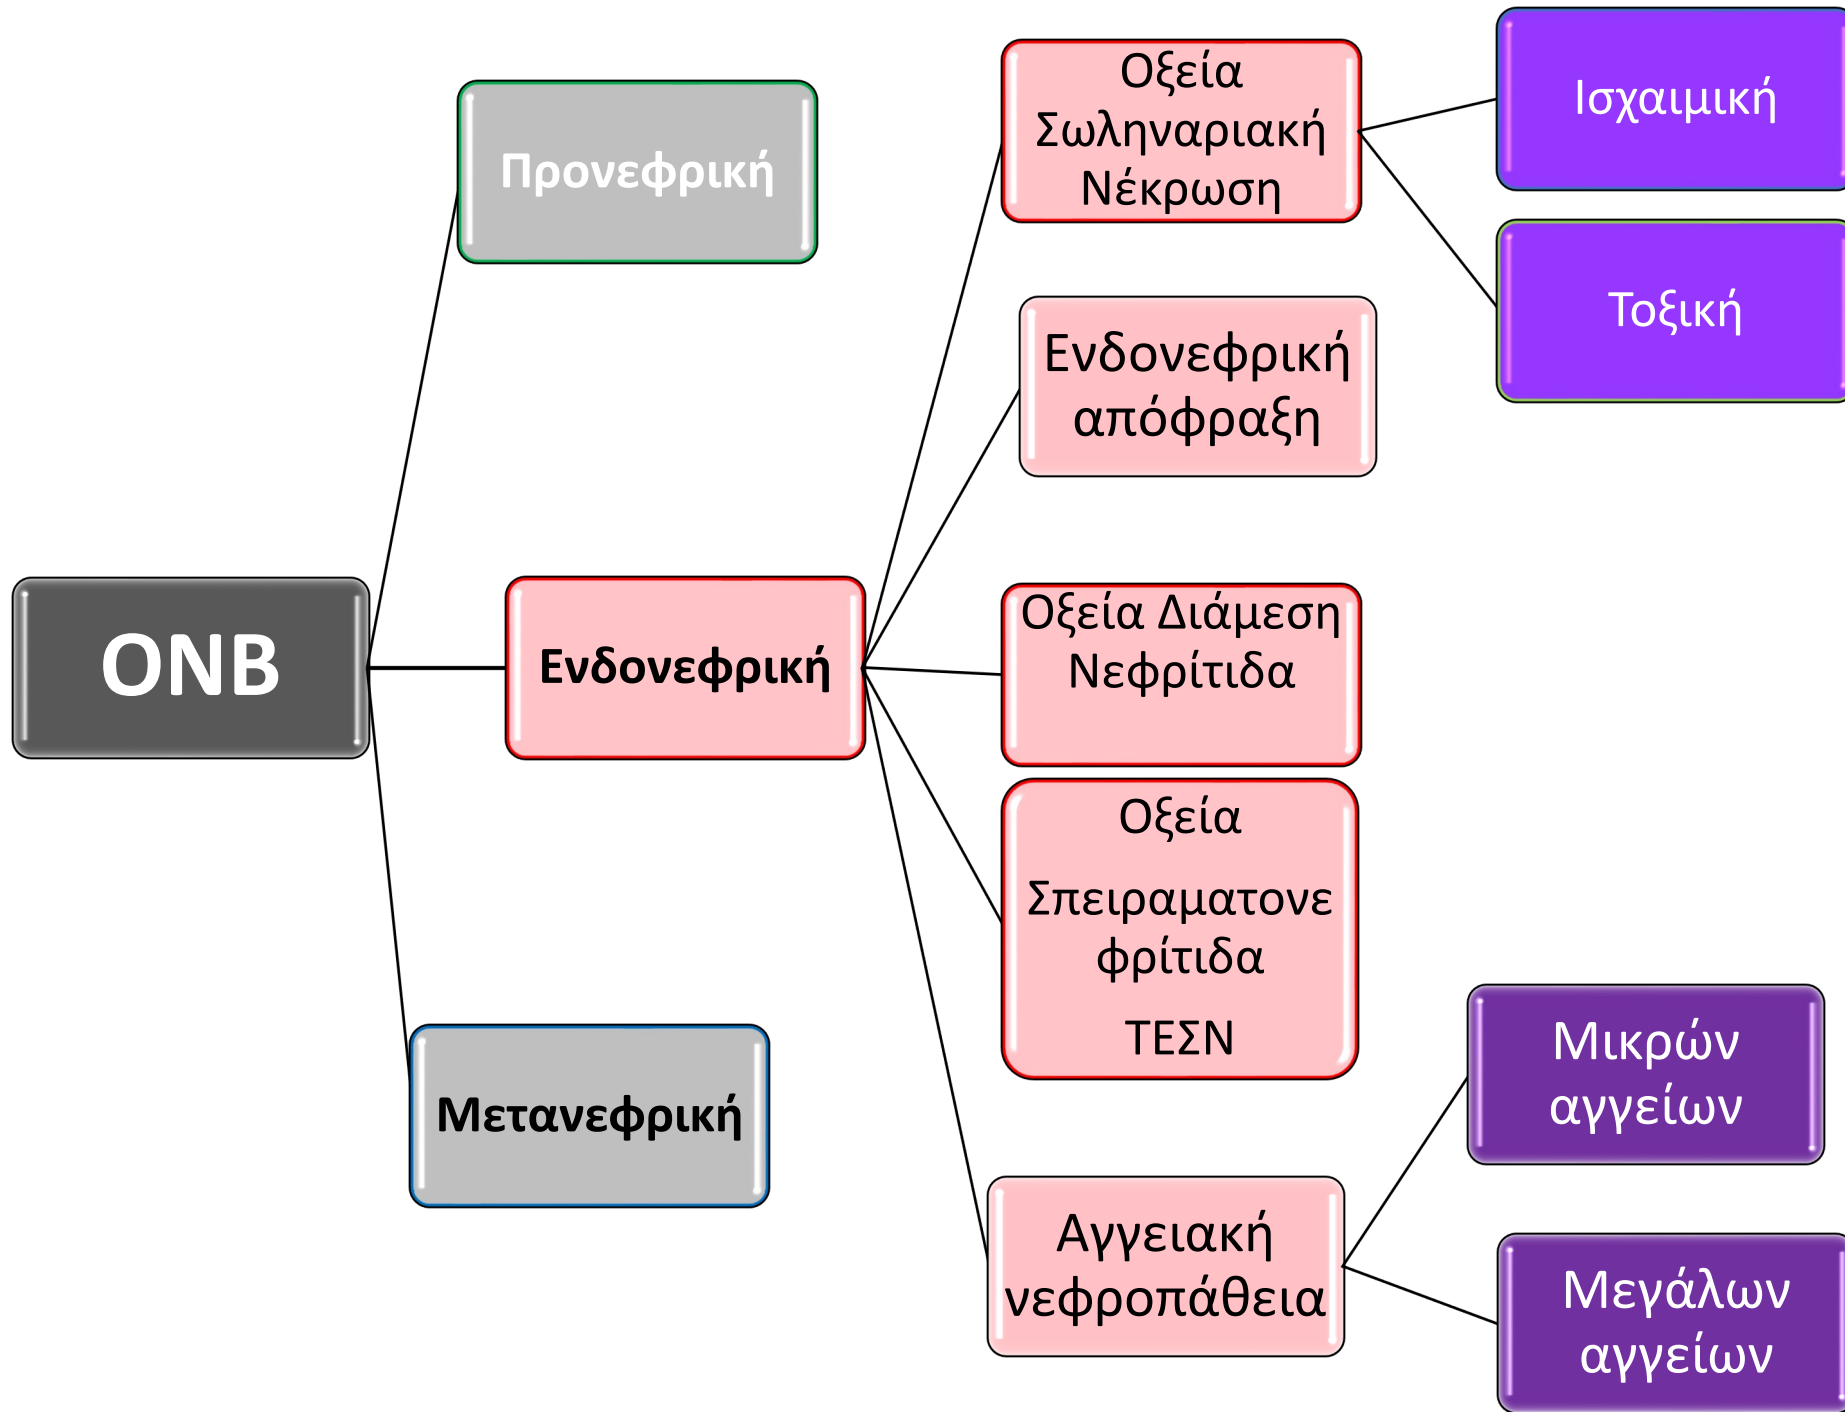 ΟΝΒ
Προνεφρική
Ενδονεφρική
Μετανεφρική
Οξεία
Σωληναριακή
Νέκρωση
Ενδονεφρική
απόφραξη
Οξεία Διάμεση
Νεφρίτιδα
Οξεία
Σπειραματονε
φρίτιδα
ΤΕΣΝ
Αγγειακή
νεφροπάθεια
Ισχαιμική
Τοξική
Μικρών
αγγείων
Μεγάλων
αγγείων